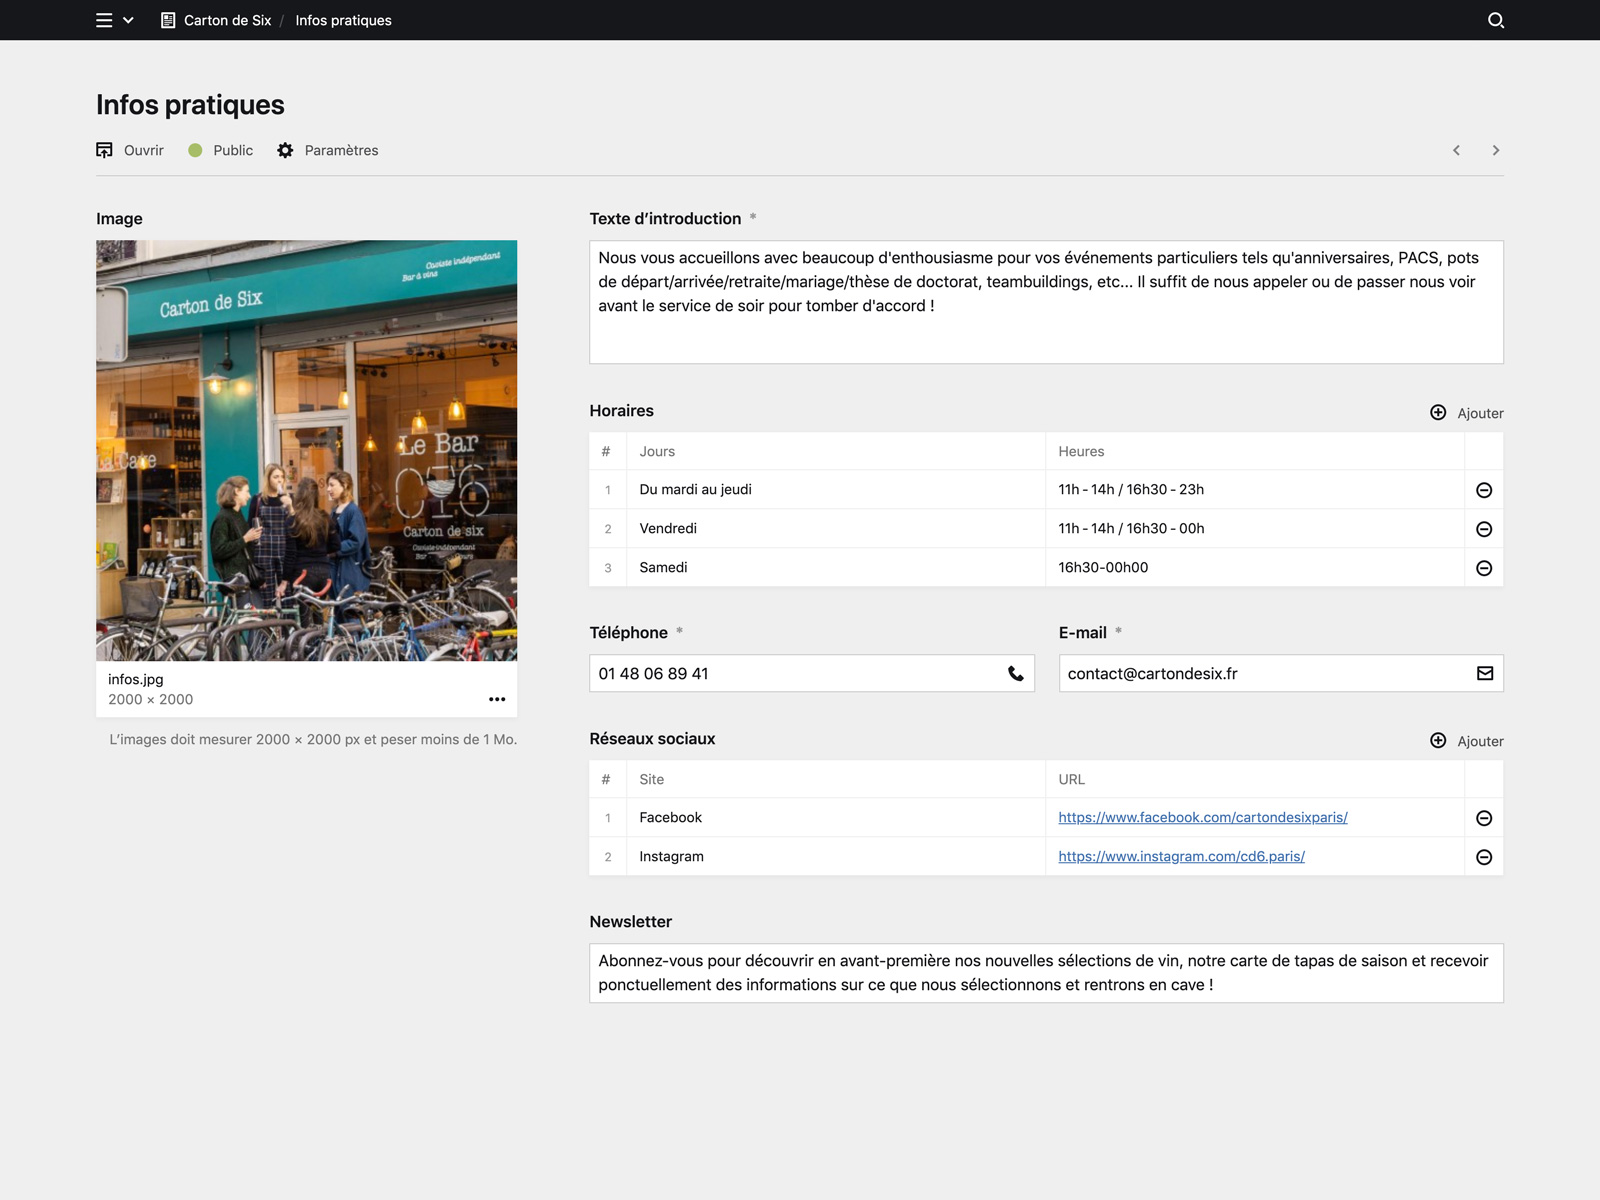 Carton de Six / Infos pratiques
Infos pratiques
Ouvrir Public Paramètres
Image
Caviste indépendant
Bar à vins
Carton de Six
La Cave
Le Bar
Carton de six
Caviste indépendant
infos.jpg
2000 × 2000
L’images doit mesurer 2000 × 2000 px et peser moins de 1 Mo.
Texte d’introduction *
Nous vous accueillons avec beaucoup d'enthousiasme pour vos événements particuliers tels qu'anniversaires, PACS, pots
de départ/arrivée/retraite/mariage/thèse de doctorat, teambuildings, etc... Il suffit de nous appeler ou de passer nous voir
avant le service de soir pour tomber d'accord !
Horaires
Ajouter
# Jours Heures
1 Du mardi au jeudi 11h - 14h / 16h30 - 23h
2 Vendredi 11h - 14h / 16h30 - 00h
3 Samedi 16h30-00h00
Téléphone *
01 48 06 89 41
E-mail *
contact@cartondesix.fr
Réseaux sociaux
Ajouter
# Site URL
1 Facebook https://www.facebook.com/cartondesixparis/
2 Instagram https://www.instagram.com/cd6.paris/
Newsletter
Abonnez-vous pour découvrir en avant-première nos nouvelles sélections de vin, notre carte de tapas de saison et recevoir
ponctuellement des informations sur ce que nous sélectionnons et rentrons en cave !